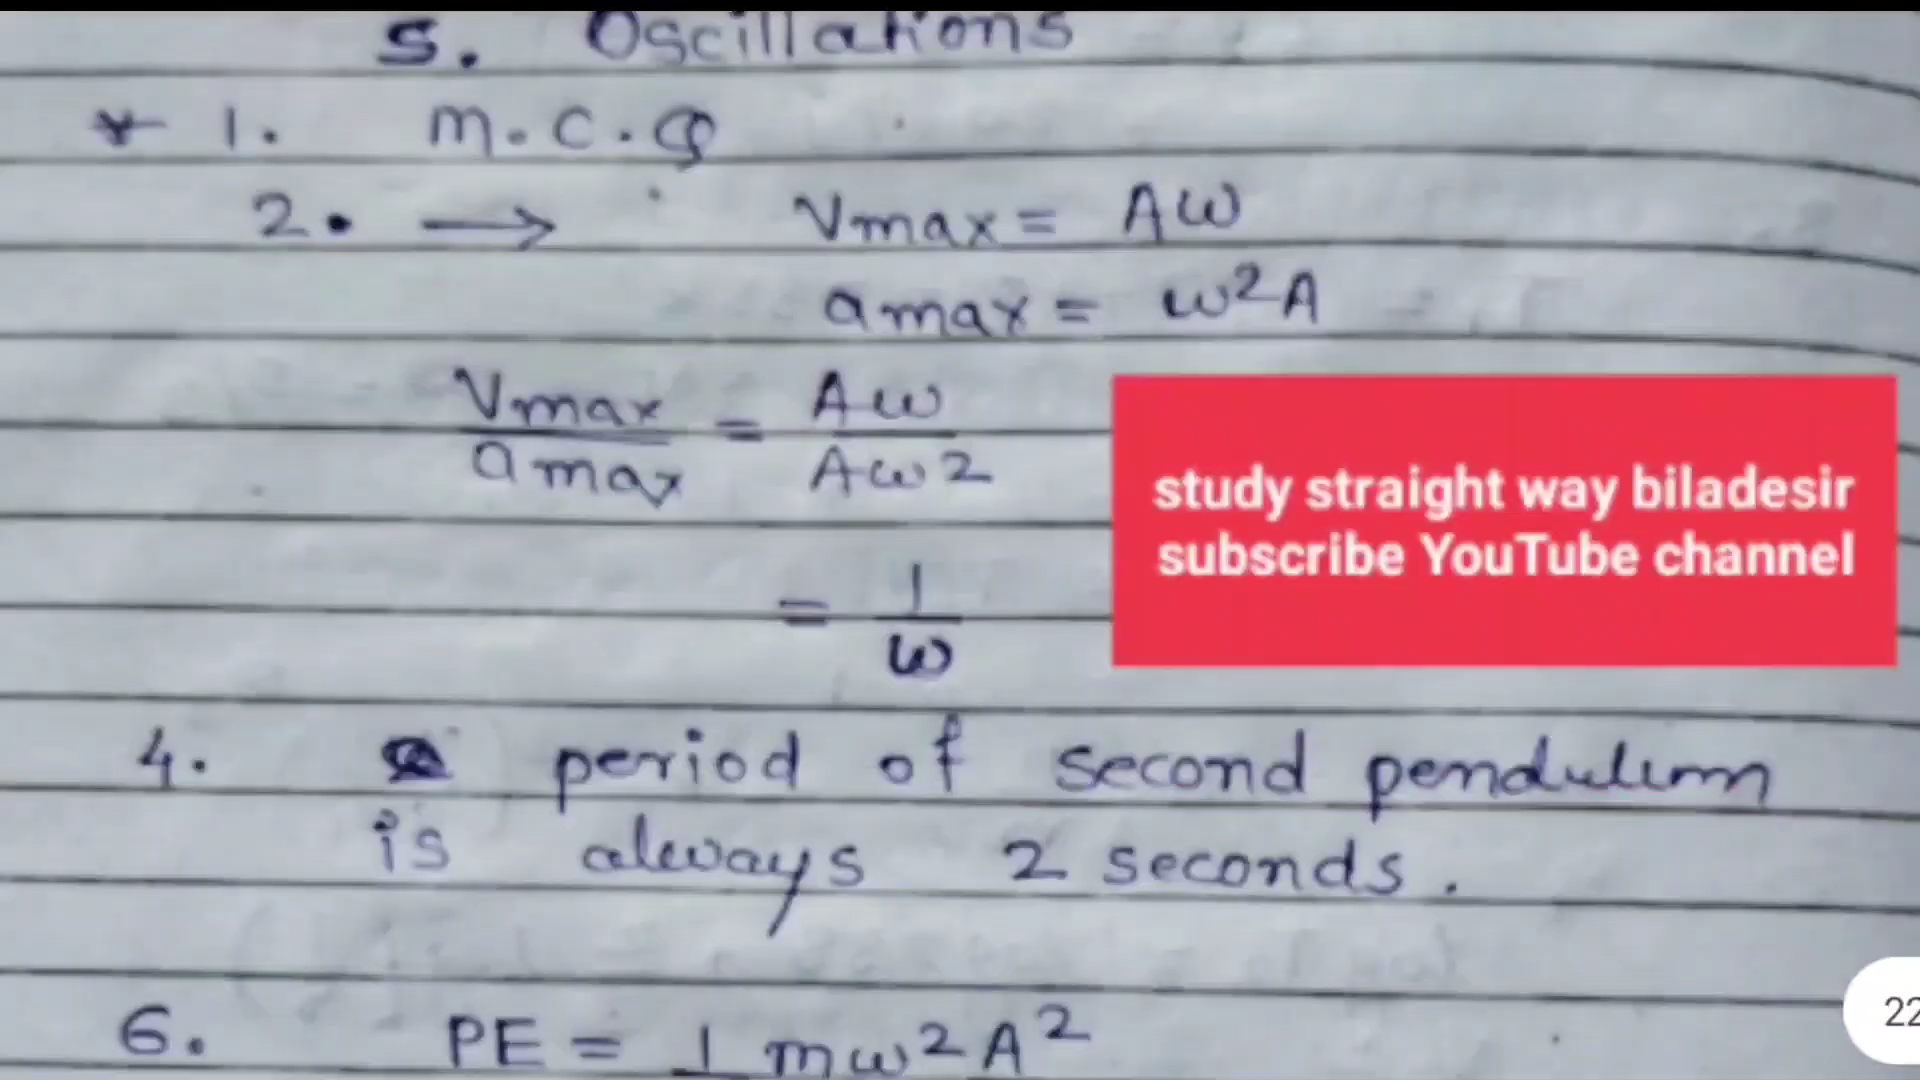 5. Oscillations
* 1. M.C.Q
2. → Vmax = Aω
amax = ω²A
Vmax/amax = Aω/Aω2
= 1/ω
study straight way biladesir
subscribe YouTube channel
4. period of second pendulum
is always 2 seconds.
6. PE = 1 mω²A²
22